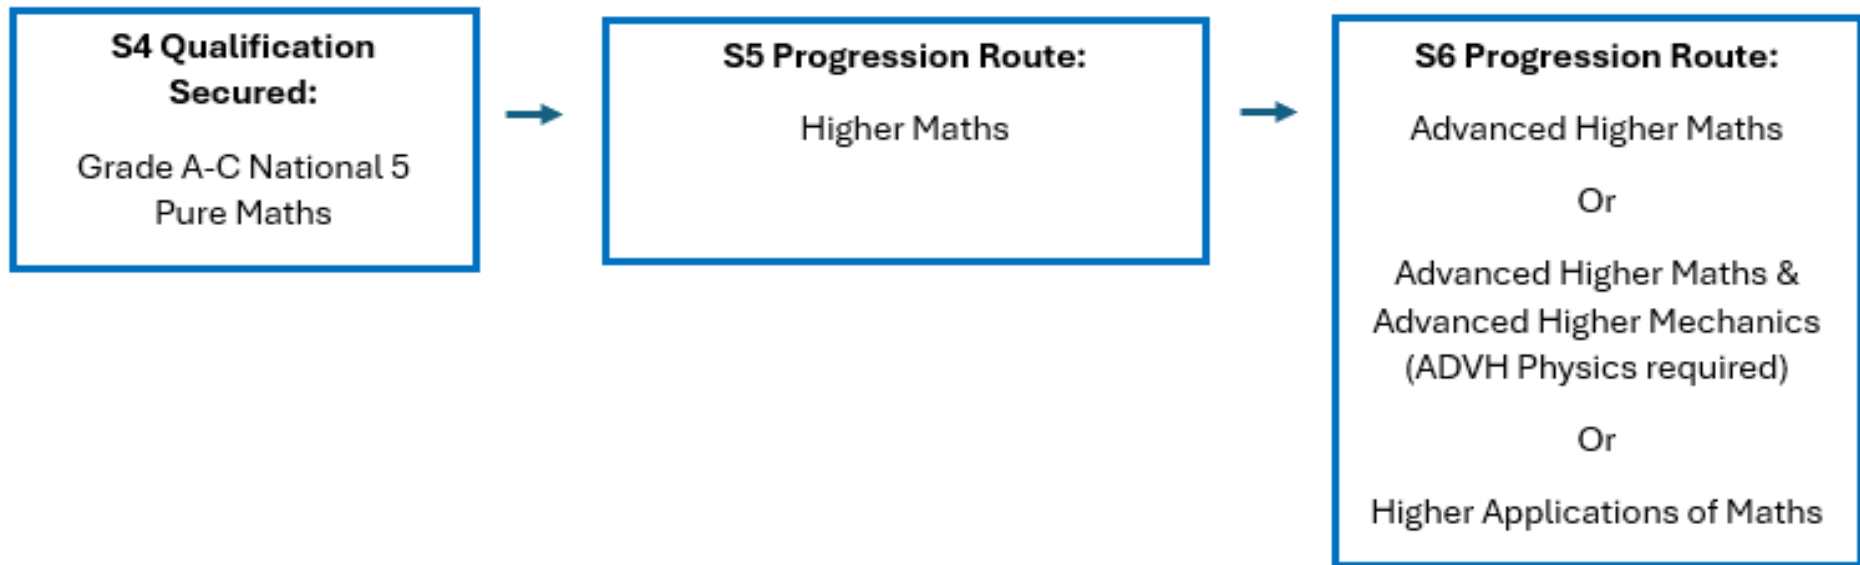 S4 Qualification
Secured:
Grade A-C National 5
Pure Maths
S5 Progression Route:
Higher Maths
S6 Progression Route:
Advanced Higher Maths
Or
Advanced Higher Maths &
Advanced Higher Mechanics
(ADVH Physics required)
Or
Higher Applications of Maths